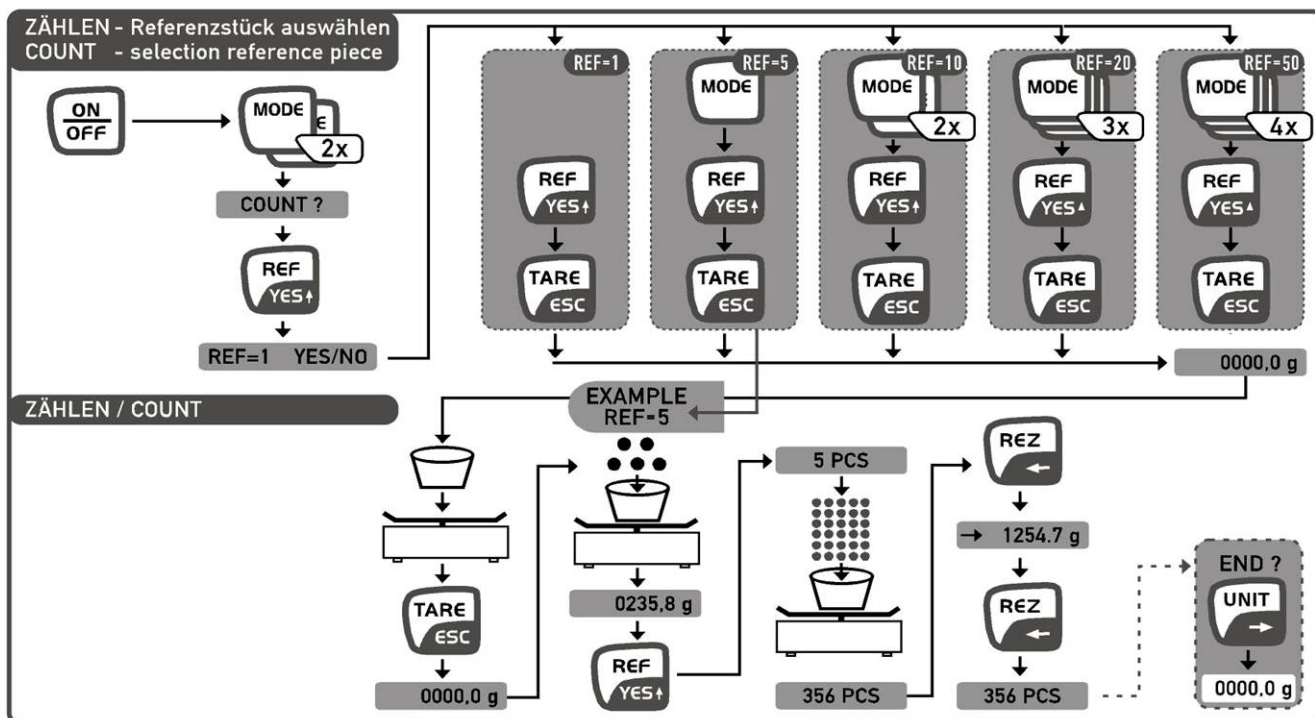 ZÄHLEN - Referenzstück auswählen
COUNT - selection reference piece
ON
OFF
MODE
E
2x
COUNT ?
REF
YES↑
REF=1 YES/NO
REF=1
REF
YES↑
TARE
ESC
REF=5
MODE
REF
YES↑
TARE
ESC
REF=10
MODE
2x
REF
YES↑
TARE
ESC
REF=20
MODE
3x
REF
YES▲
TARE
ESC
REF=50
MODE
4x
REF
YES▲
TARE
ESC
0000,0 g
ZÄHLEN / COUNT
TARE
ESC
0000,0 g
EXAMPLE
REF=5
0235,8 g
REF
YES↑
5 PCS
356 PCS
REZ
←
→ 1254.7 g
REZ
←
356 PCS
END ?
UNIT
→
0000,0 g